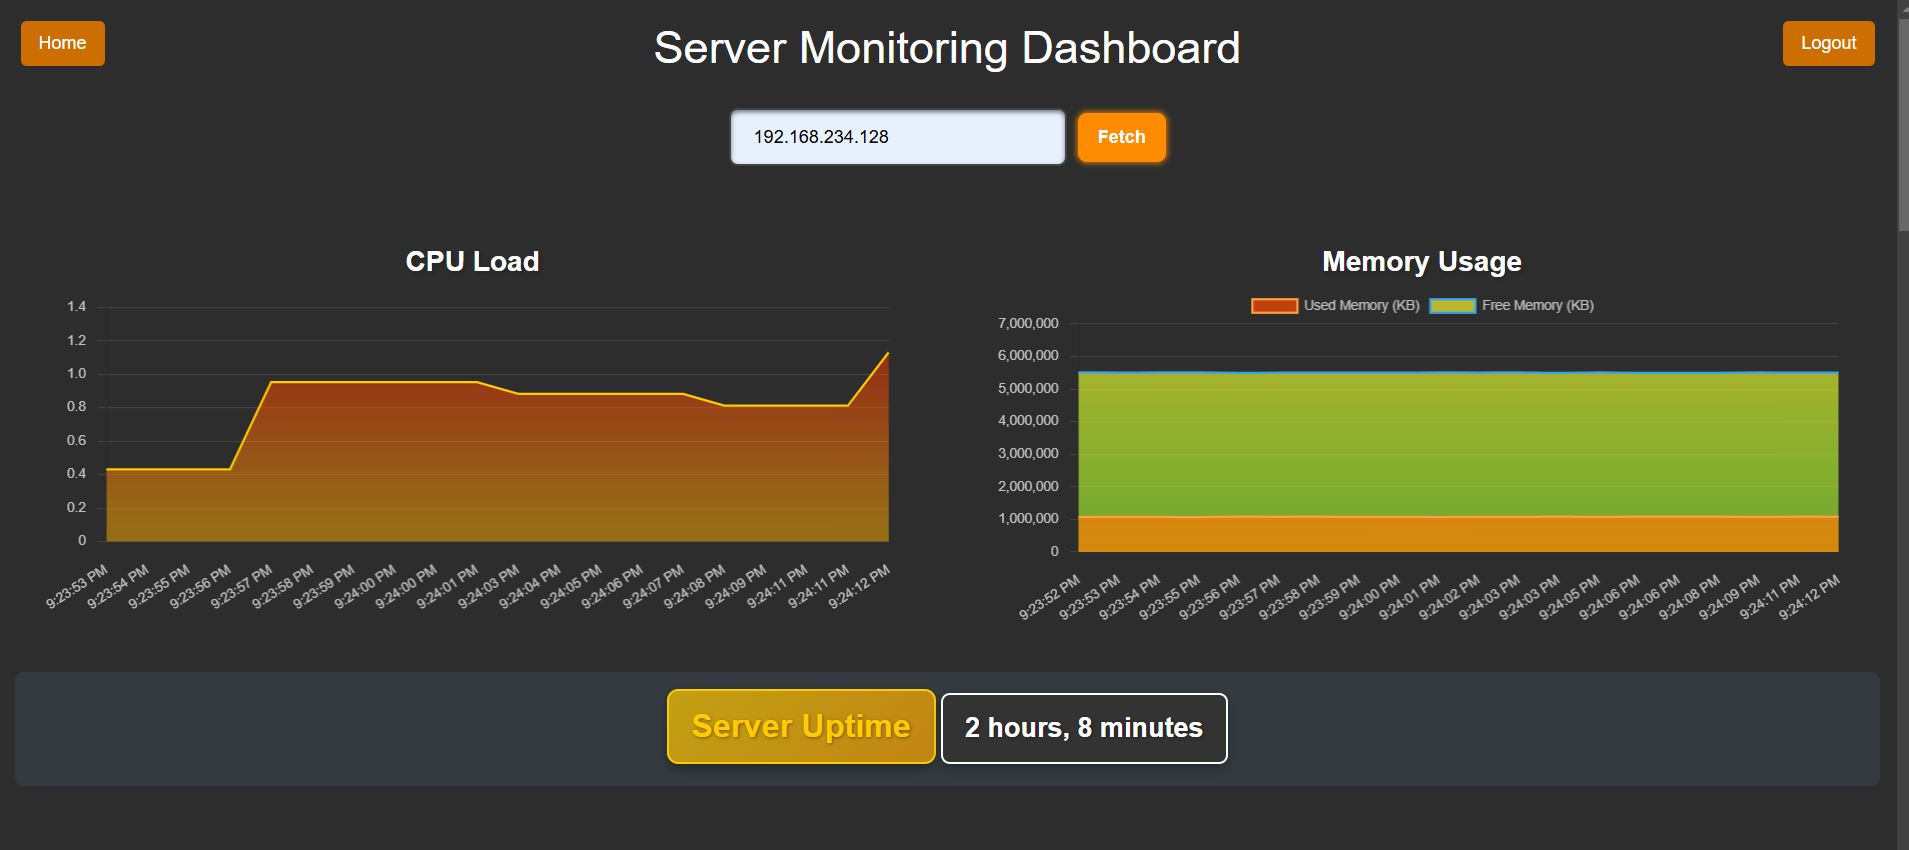 Home
Server Monitoring Dashboard
Logout
192.168.234.128
Fetch
CPU Load
1.4
1.2
1.0
0.8
0.6
0.4
0.2
0
9:23:53 PM
9:23:54 PM
9:23:55 PM
9:23:56 PM
9:23:57 PM
9:23:58 PM
9:23:59 PM
9:24:00 PM
9:24:00 PM
9:24:01 PM
9:24:03 PM
9:24:04 PM
9:24:05 PM
9:24:06 PM
9:24:07 PM
9:24:08 PM
9:24:09 PM
9:24:11 PM
9:24:11 PM
9:24:12 PM
Memory Usage
Used Memory (KB)
Free Memory (KB)
7,000,000
6,000,000
5,000,000
4,000,000
3,000,000
2,000,000
1,000,000
0
9:23:52 PM
9:23:53 PM
9:23:54 PM
9:23:55 PM
9:23:56 PM
9:23:57 PM
9:23:58 PM
9:23:59 PM
9:24:00 PM
9:24:01 PM
9:24:02 PM
9:24:03 PM
9:24:03 PM
9:24:05 PM
9:24:06 PM
9:24:06 PM
9:24:08 PM
9:24:09 PM
9:24:11 PM
9:24:12 PM
Server Uptime
2 hours, 8 minutes